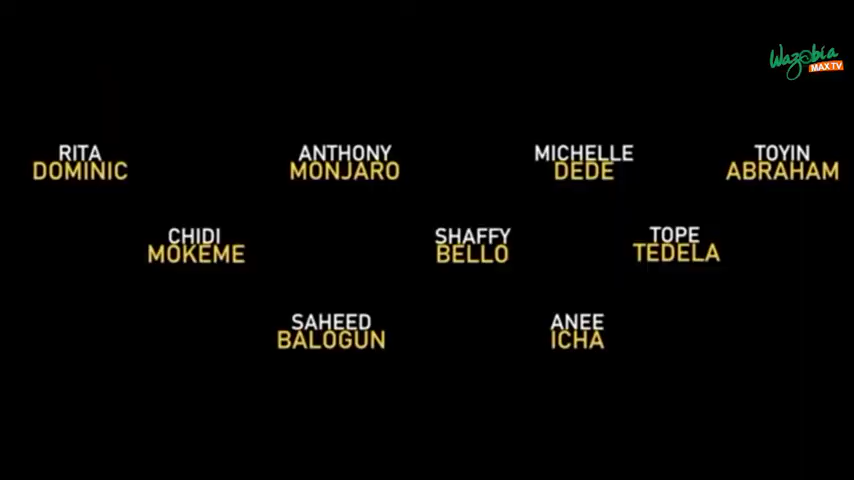 Wazobia
MAX TV
RITA
DOMINIC
ANTHONY
MONJARO
MICHELLE
DEDE
TOYIN
ABRAHAM
CHIDI
MOKEME
SHAFFY
BELLO
TOPE
TEDELA
SAHEED
BALOGUN
ANEE
ICHA